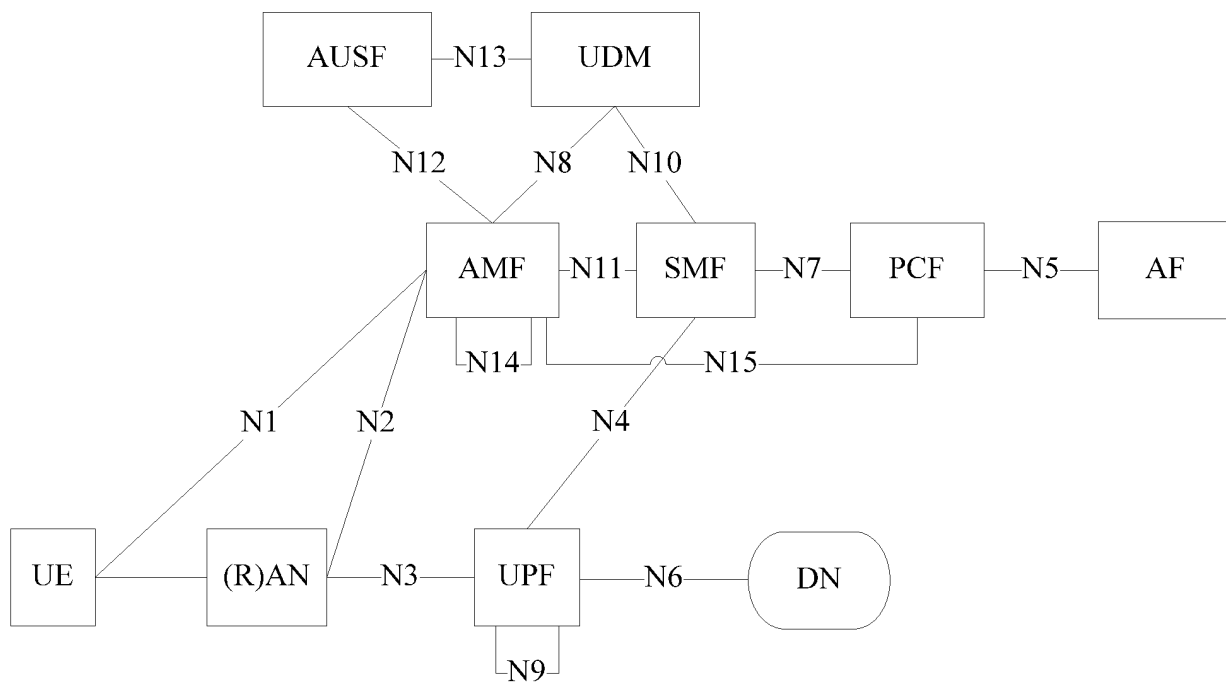 AUSF
N13
UDM
N12
N8
N10
AMF
N11
SMF
N7
PCF
N5
AF
N14
N15
N1
N2
N4
UE
(R)AN
N3
UPF
N6
DN
N9